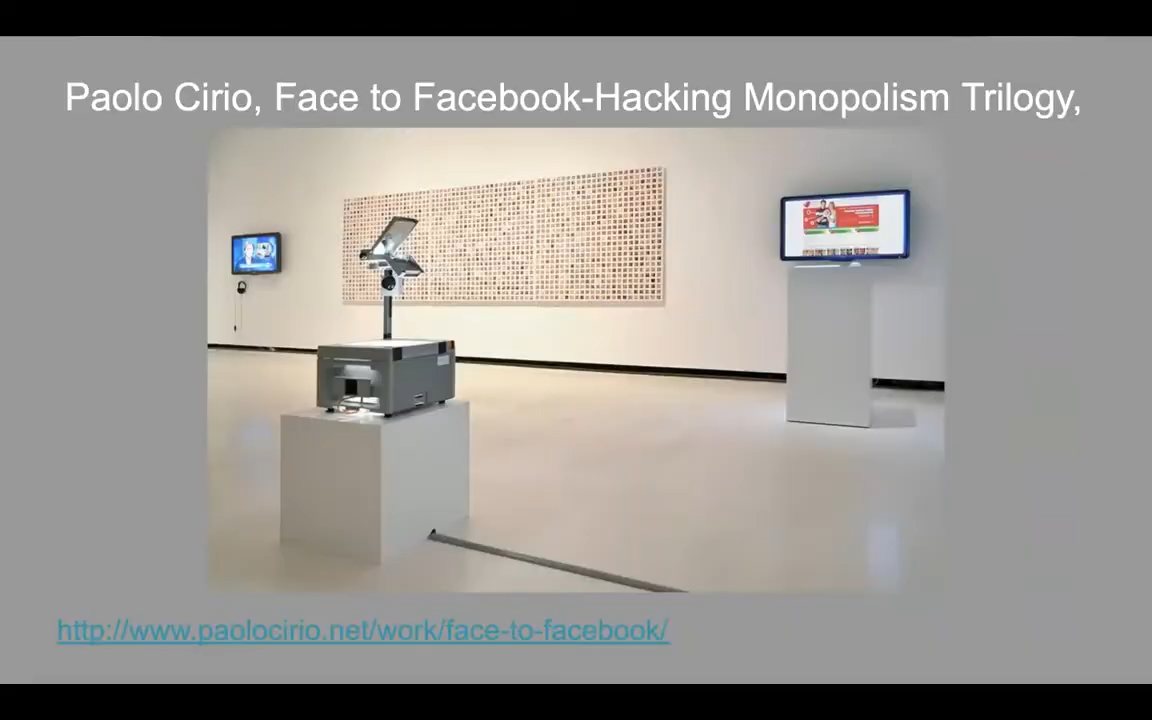 Paolo Cirio, Face to Facebook-Hacking Monopolism Trilogy,
http://www.paolocirio.net/work/face-to-facebook/